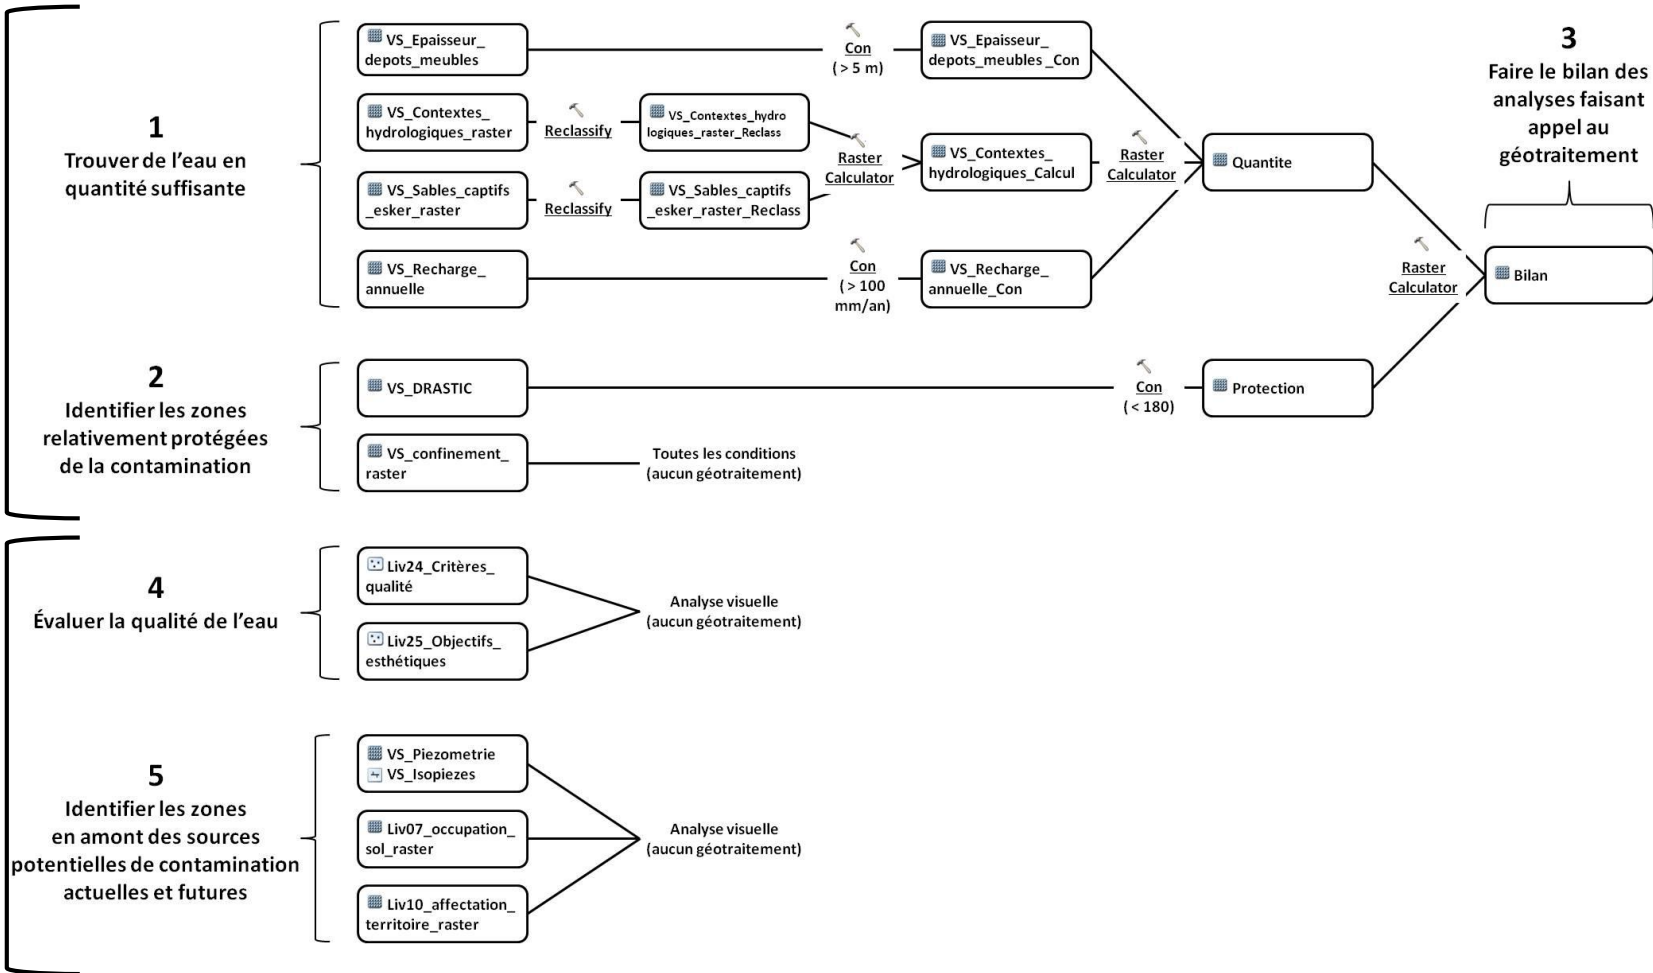 1
Trouver de l'eau en
quantité suffisante
VS_Epaisseur_
depots_meubles
Con
( > 5 m)
VS_Epaisseur_
depots_meubles _Con
VS_Contextes_
hydrologiques_raster
Reclassify
VS_Contextes_hydro
logiques_raster_Reclass
VS_Sables_captifs
_esker_raster
Reclassify
VS_Sables_captifs
_esker_raster_Reclass
Raster
Calculator
VS_Contextes_
hydrologiques_Calcul
Raster
Calculator
VS_Recharge_
annuelle
Con
( > 100
mm/an)
VS_Recharge_
annuelle_Con
Quantite
2
Identifier les zones
relativement protégées
de la contamination
VS_DRASTIC
Con
( < 180)
Protection
VS_confinement_
raster
Toutes les conditions
(aucun géotraitement)
Raster
Calculator
3
Faire le bilan des
analyses faisant
appel au
géotraitement
Bilan
4
Évaluer la qualité de l'eau
Liv24_Critères_
qualité
Liv25_Objectifs_
esthétiques
Analyse visuelle
(aucun géotraitement)
5
Identifier les zones
en amont des sources
potentielles de contamination
actuelles et futures
VS_Piezometrie
VS_Isopiezes
Liv07_occupation_
sol_raster
Liv10_affectation_
territoire_raster
Analyse visuelle
(aucun géotraitement)